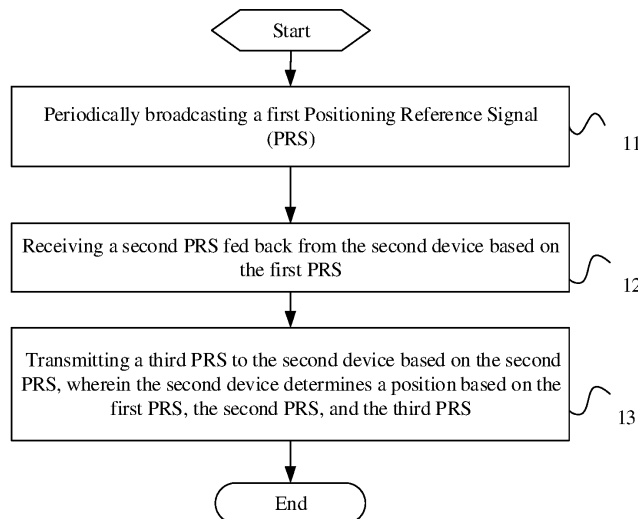 Start
Periodically broadcasting a first Positioning Reference Signal
(PRS)
11
Receiving a second PRS fed back from the second device based on
the first PRS
12
Transmitting a third PRS to the second device based on the second
PRS, wherein the second device determines a position based on the
first PRS, the second PRS, and the third PRS
13
End